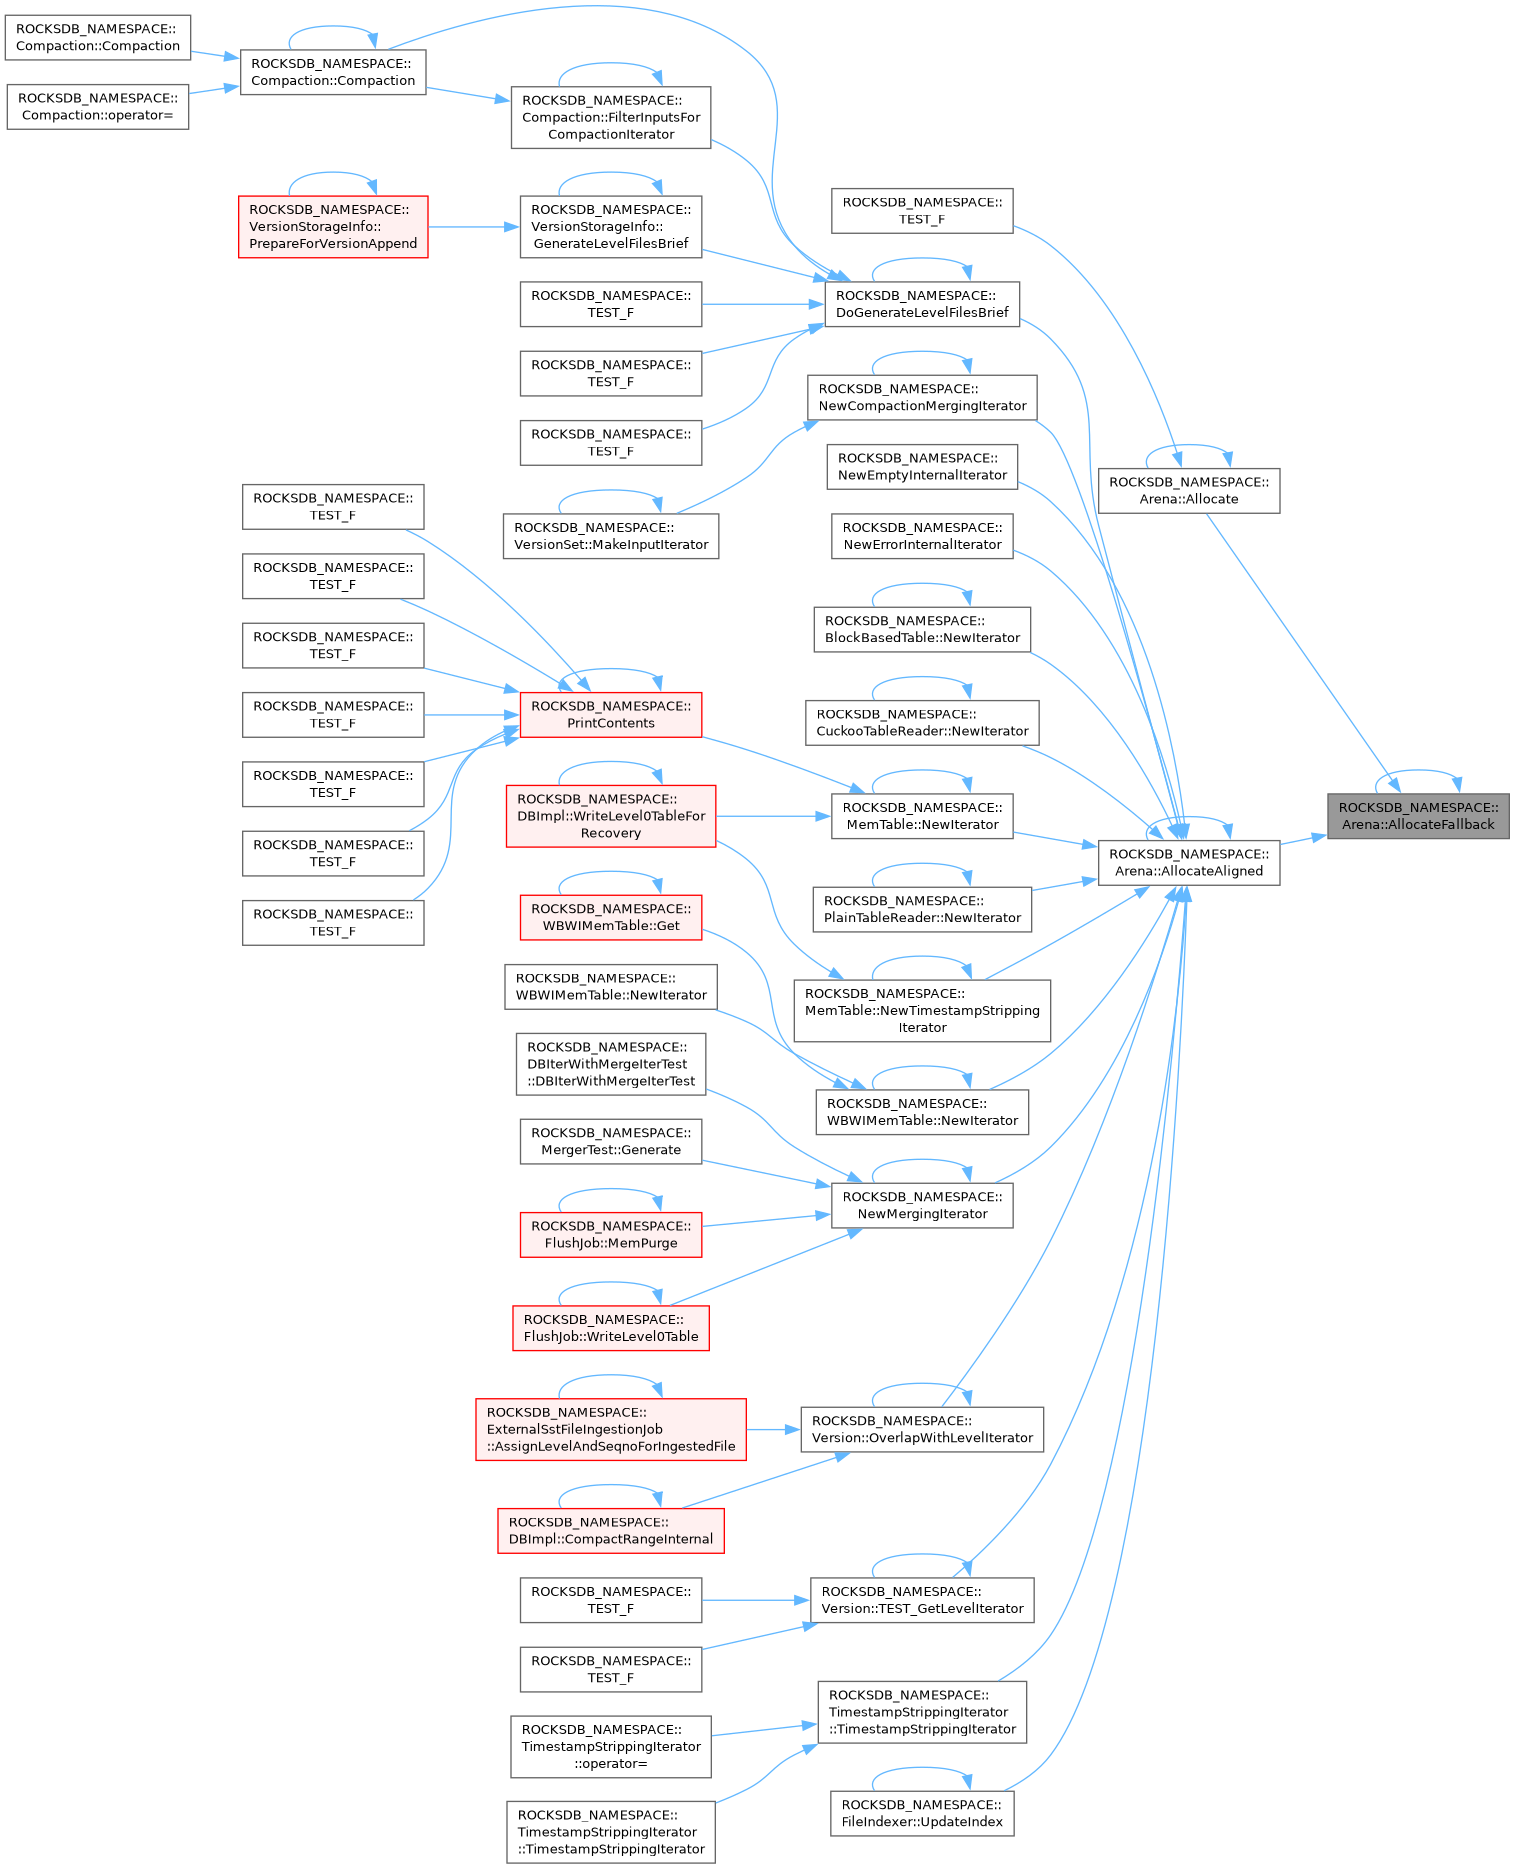 ROCKSDB_NAMESPACE::
Compaction::Compaction
ROCKSDB_NAMESPACE::
Compaction::operator=
ROCKSDB_NAMESPACE::
Compaction::Compaction
ROCKSDB_NAMESPACE::
Compaction::FilterInputsFor
CompactionIterator
ROCKSDB_NAMESPACE::
VersionStorageInfo::
PrepareForVersionAppend
ROCKSDB_NAMESPACE::
VersionStorageInfo::
GenerateLevelFilesBrief
ROCKSDB_NAMESPACE::
TEST_F
ROCKSDB_NAMESPACE::
TEST_F
ROCKSDB_NAMESPACE::
DoGenerateLevelFilesBrief
ROCKSDB_NAMESPACE::
TEST_F
ROCKSDB_NAMESPACE::
NewCompactionMergingIterator
ROCKSDB_NAMESPACE::
TEST_F
ROCKSDB_NAMESPACE::
NewEmptyInternalIterator
ROCKSDB_NAMESPACE::
Arena::Allocate
ROCKSDB_NAMESPACE::
TEST_F
ROCKSDB_NAMESPACE::
VersionSet::MakeInputIterator
ROCKSDB_NAMESPACE::
NewErrorInternalIterator
ROCKSDB_NAMESPACE::
TEST_F
ROCKSDB_NAMESPACE::
BlockBasedTable::NewIterator
ROCKSDB_NAMESPACE::
TEST_F
ROCKSDB_NAMESPACE::
TEST_F
ROCKSDB_NAMESPACE::
PrintContents
ROCKSDB_NAMESPACE::
CuckooTableReader::NewIterator
ROCKSDB_NAMESPACE::
TEST_F
ROCKSDB_NAMESPACE::
DBImpl::WriteLevel0TableFor
Recovery
ROCKSDB_NAMESPACE::
MemTable::NewIterator
ROCKSDB_NAMESPACE::
Arena::AllocateFallback
ROCKSDB_NAMESPACE::
TEST_F
ROCKSDB_NAMESPACE::
Arena::AllocateAligned
ROCKSDB_NAMESPACE::
TEST_F
ROCKSDB_NAMESPACE::
WBWIMemTable::Get
ROCKSDB_NAMESPACE::
PlainTableReader::NewIterator
ROCKSDB_NAMESPACE::
WBWIMemTable::NewIterator
ROCKSDB_NAMESPACE::
MemTable::NewTimestampStripping
Iterator
ROCKSDB_NAMESPACE::
DBIterWithMergeIterTest
::DBIterWithMergeIterTest
ROCKSDB_NAMESPACE::
WBWIMemTable::NewIterator
ROCKSDB_NAMESPACE::
MergerTest::Generate
ROCKSDB_NAMESPACE::
NewMergingIterator
ROCKSDB_NAMESPACE::
FlushJob::MemPurge
ROCKSDB_NAMESPACE::
FlushJob::WriteLevel0Table
ROCKSDB_NAMESPACE::
ExternalSstFileIngestionJob
::AssignLevelAndSeqnoForIngestedFile
ROCKSDB_NAMESPACE::
Version::OverlapWithLevelIterator
ROCKSDB_NAMESPACE::
DBImpl::CompactRangeInternal
ROCKSDB_NAMESPACE::
TEST_F
ROCKSDB_NAMESPACE::
Version::TEST_GetLevelIterator
ROCKSDB_NAMESPACE::
TEST_F
ROCKSDB_NAMESPACE::
TimestampStrippingIterator
::TimestampStrippingIterator
ROCKSDB_NAMESPACE::
TimestampStrippingIterator
::operator=
ROCKSDB_NAMESPACE::
FileIndexer::UpdateIndex
ROCKSDB_NAMESPACE::
TimestampStrippingIterator
::TimestampStrippingIterator